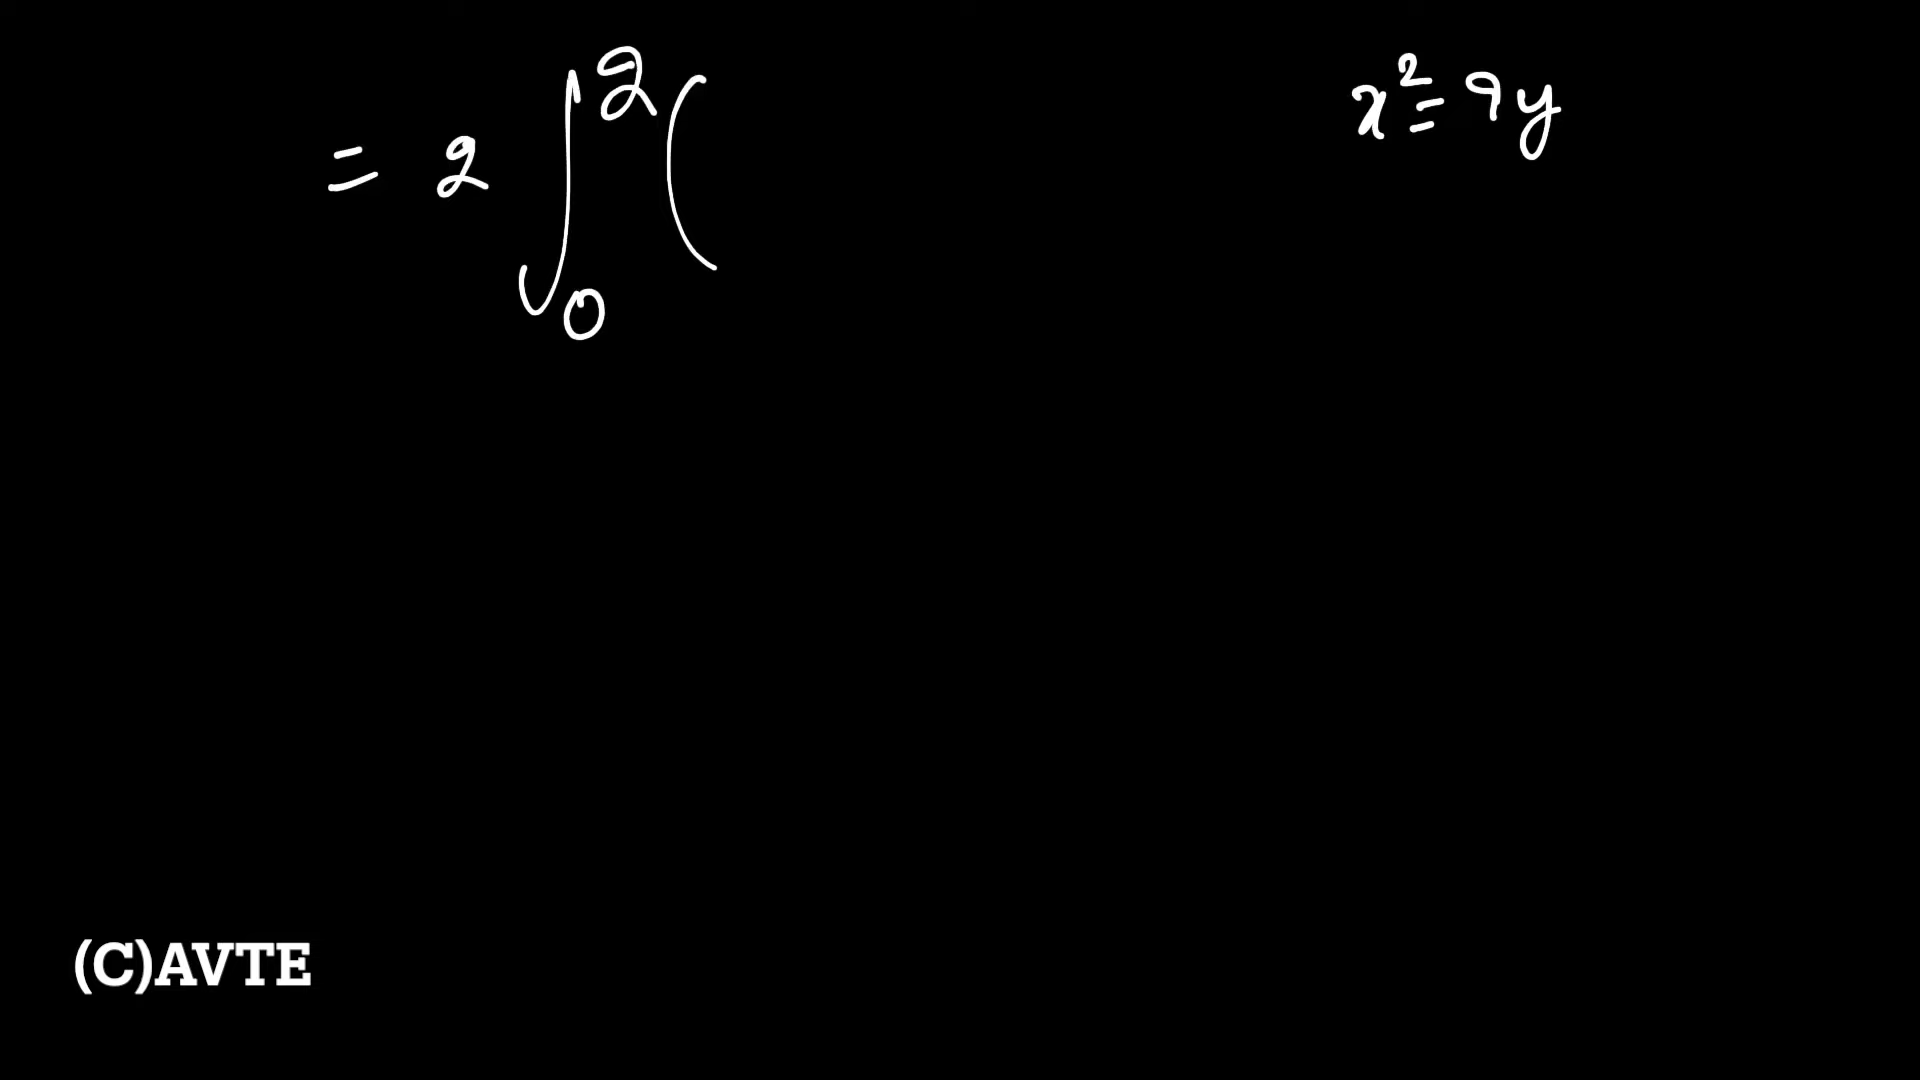 = 2 ∫₀² (
x² = 9y
(C)AVTE